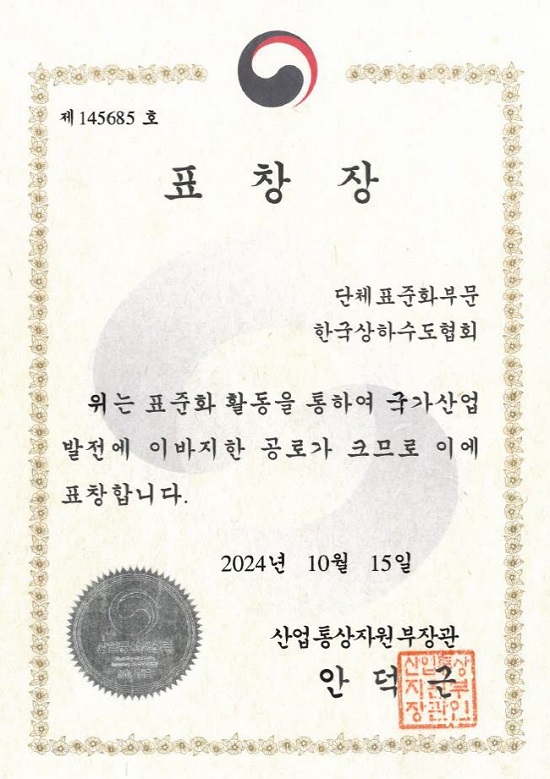 제 145685 호
표 창 장
단체표준화부문
한국상하수도협회
위는 표준화 활동을 통하여 국가산업
발전에 이바지한 공로가 크므로 이에
표창합니다.
2024년 10월 15일
산업통상자원부장관
안 덕 근
산업통상
자원부
장관인